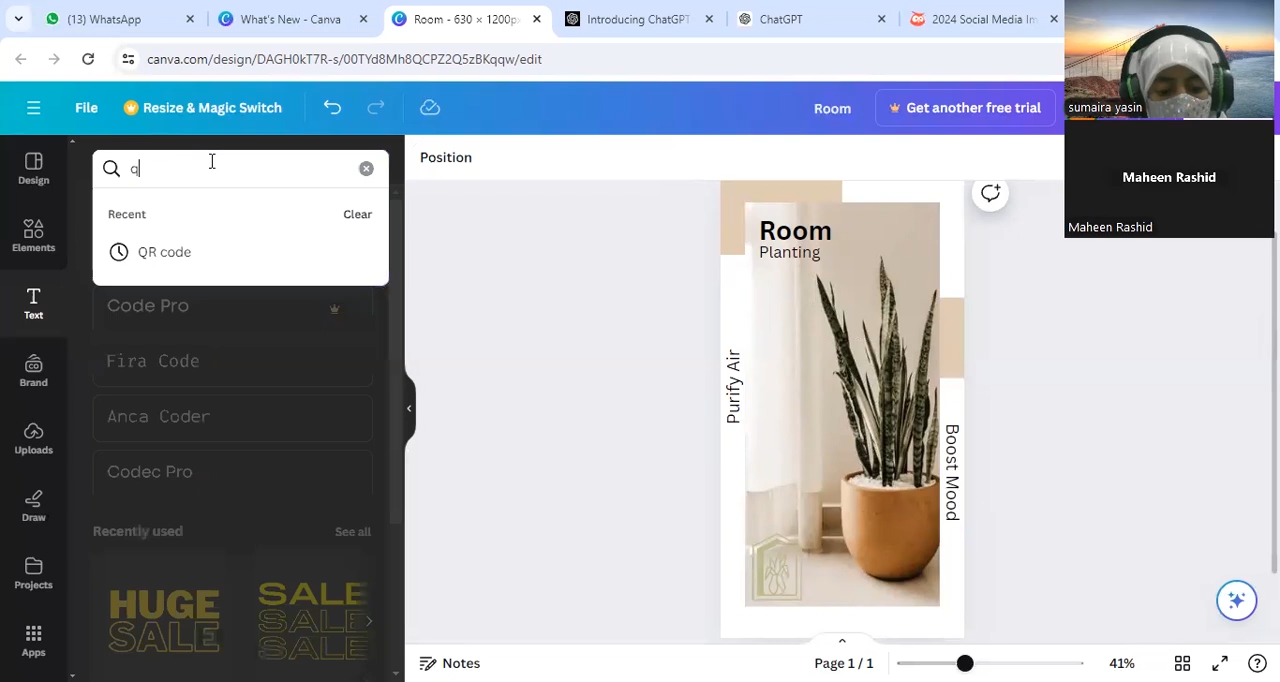 (13) WhatsApp
What's New - Canva
Room - 630 × 1200p
Introducing ChatGPT
ChatGPT
2024 Social Media Im
canva.com/design/DAGH0kT7R-s/00TYd8Mh8QCPZ2Q5zBKqqw/edit
File
Resize & Magic Switch
Room
Get another free trial
sumaira yasin
Maheen Rashid
Maheen Rashid
Design
Elements
Text
Brand
Uploads
Draw
Projects
Apps
q
Recent
Clear
QR code
Code Pro
Fira Code
Anca Coder
Codec Pro
Recently used
See all
HUGE
SALE
SALE
SALE
SALE
Position
Room
Planting
Purify Air
Boost Mood
Notes
Page 1 / 1
41%